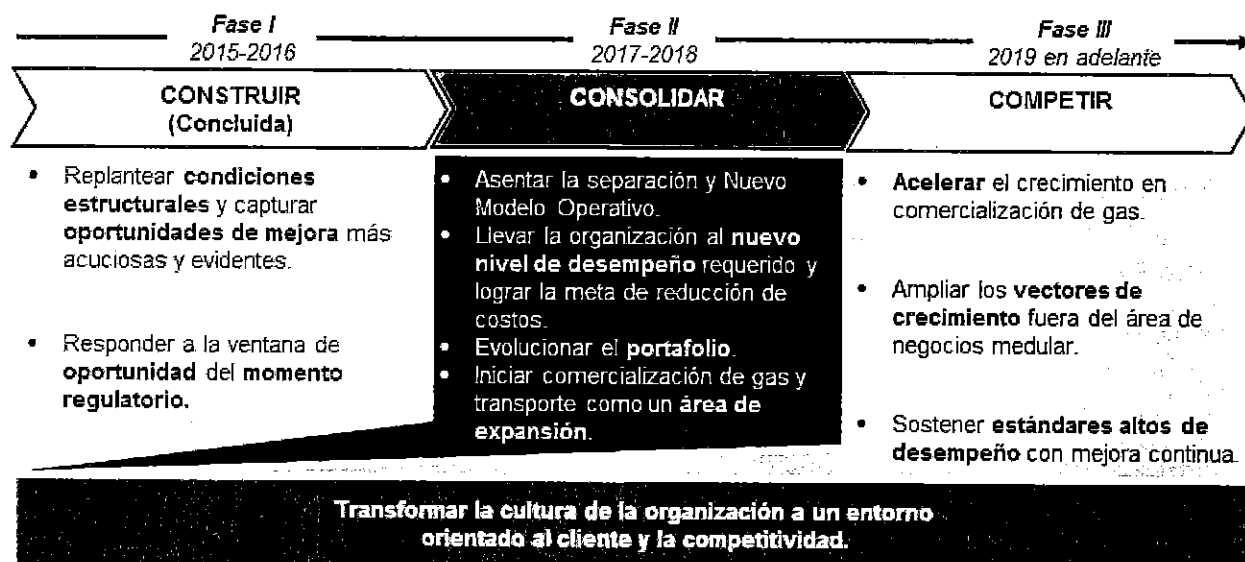 Fase I
2015-2016
Fase II
2017-2018
Fase III
2019 en adelante
CONSTRUIR
(Concluida)
CONSOLIDAR
COMPETIR
• Replantear condiciones
estructurales y capturar
oportunidades de mejora más
acuciosas y evidentes.
• Responder a la ventana de
oportunidad del momento
regulatorio.
• Asentar la separación y Nuevo
Modelo Operativo.
• Llevar la organización al nuevo
nivel de desempeño requerido y
lograr la meta de reducción de
costos.
• Evolucionar el portafolio.
• Iniciar comercialización de gas y
transporte como un área de
expansión.
• Acelerar el crecimiento en
comercialización de gas.
• Ampliar los vectores de
crecimiento fuera del área de
negocios medular.
• Sostener estándares altos de
desempeño con mejora continua.
Transformar la cultura de la organización a un entorno
orientado al cliente y la competitividad.